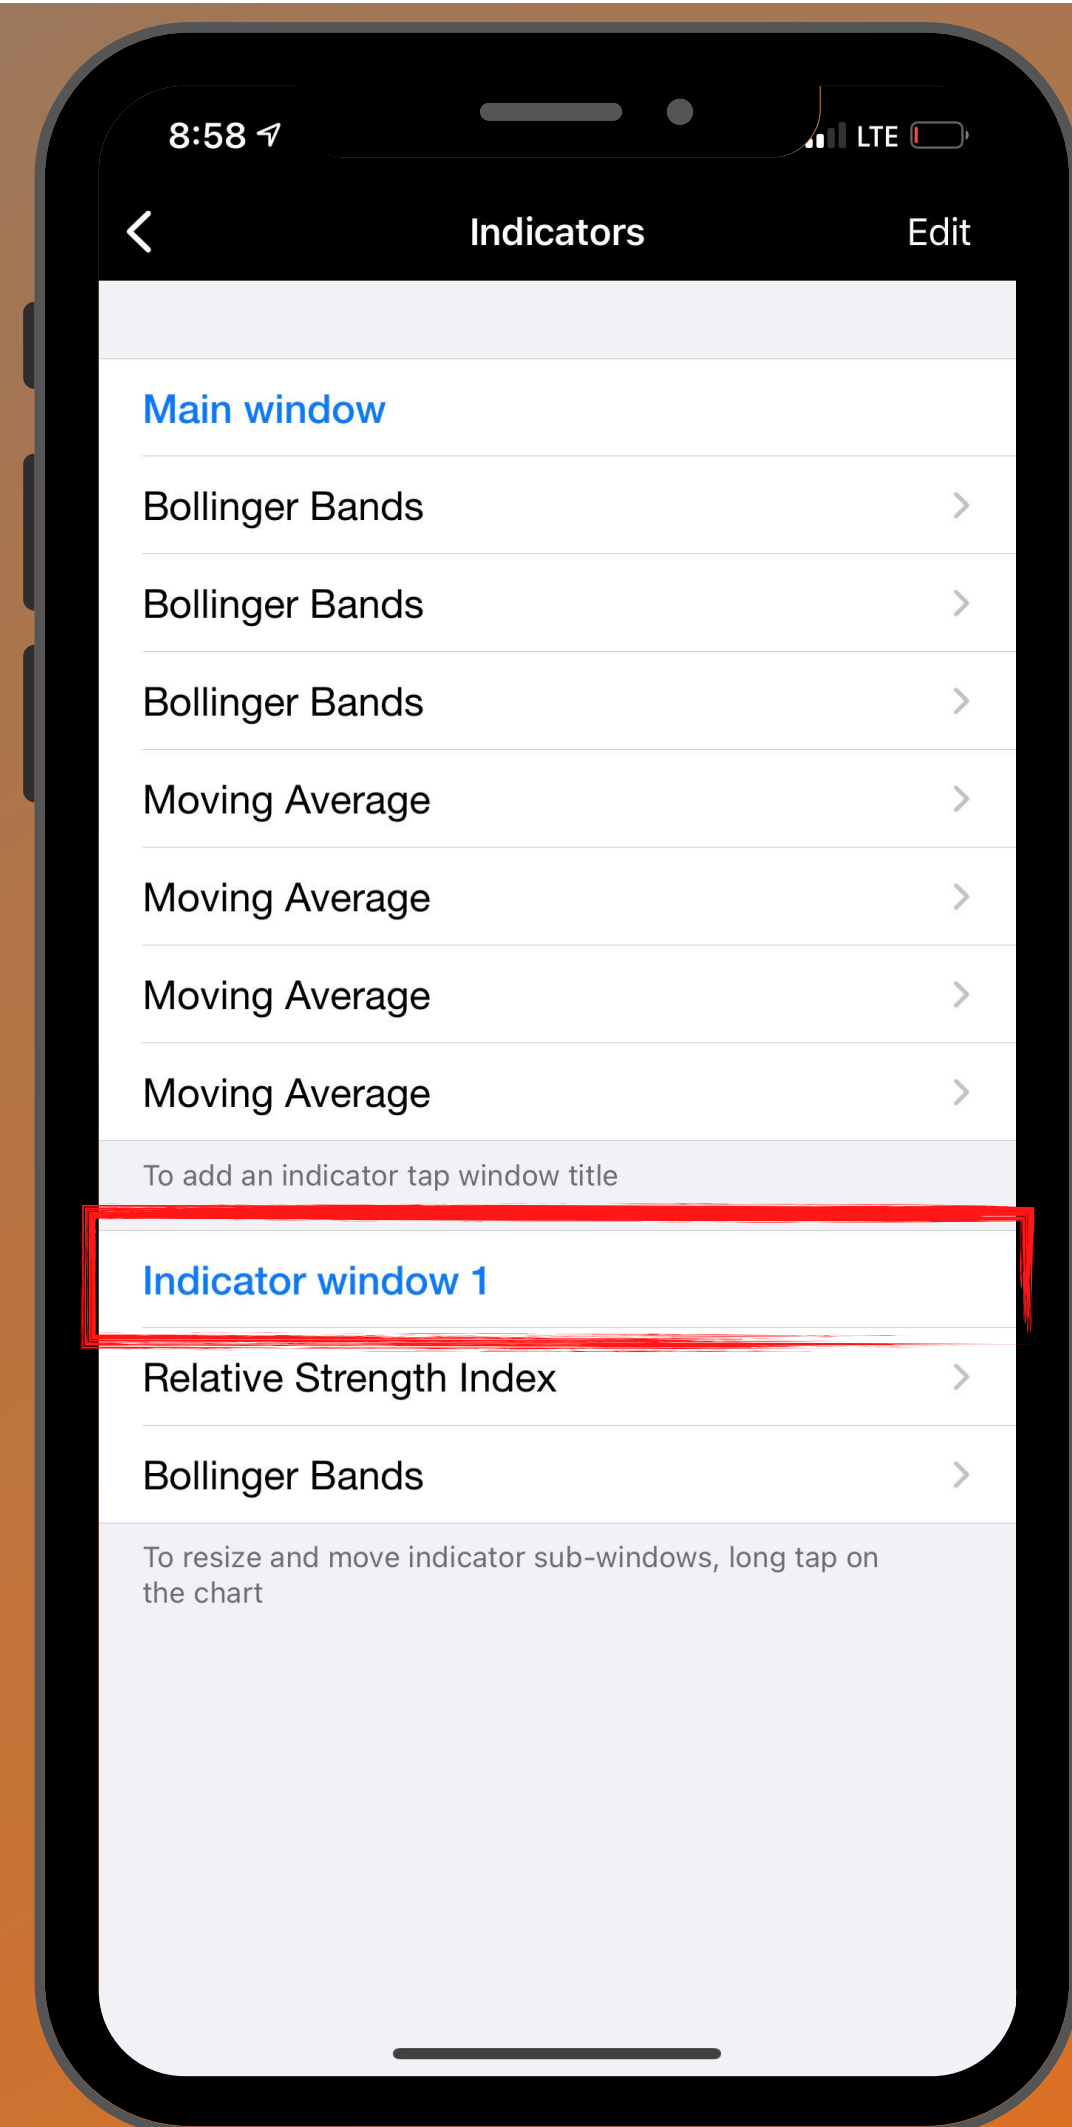 8:58
LTE
Indicators
Edit
Main window
Bollinger Bands
Bollinger Bands
Bollinger Bands
Moving Average
Moving Average
Moving Average
Moving Average
To add an indicator tap window title
Indicator window 1
Relative Strength Index
Bollinger Bands
To resize and move indicator sub-windows, long tap on
the chart